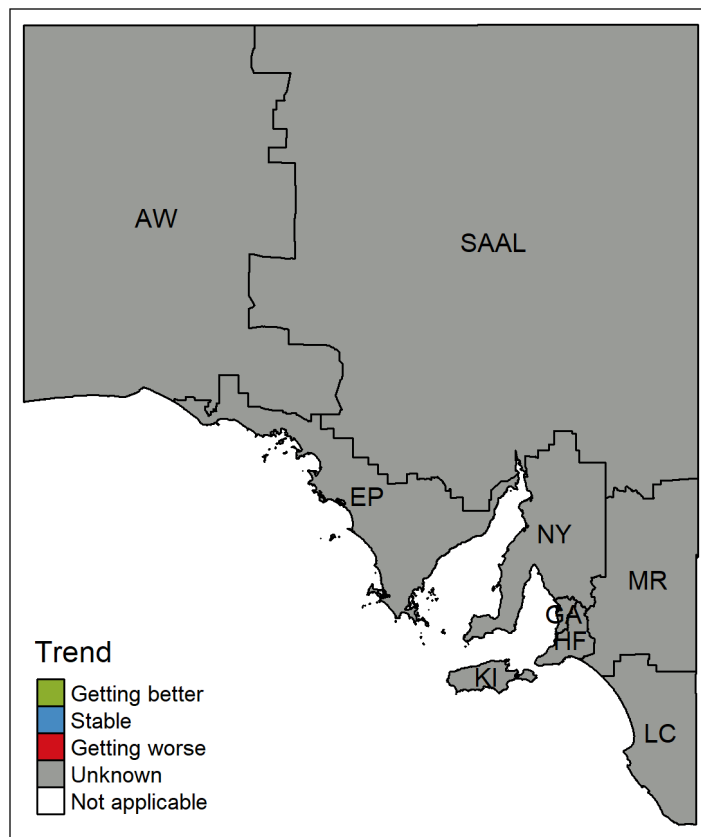 AW
SAAL
EP
NY
MR
GA
HF
KI
LC
Trend
Getting better
Stable
Getting worse
Unknown
Not applicable